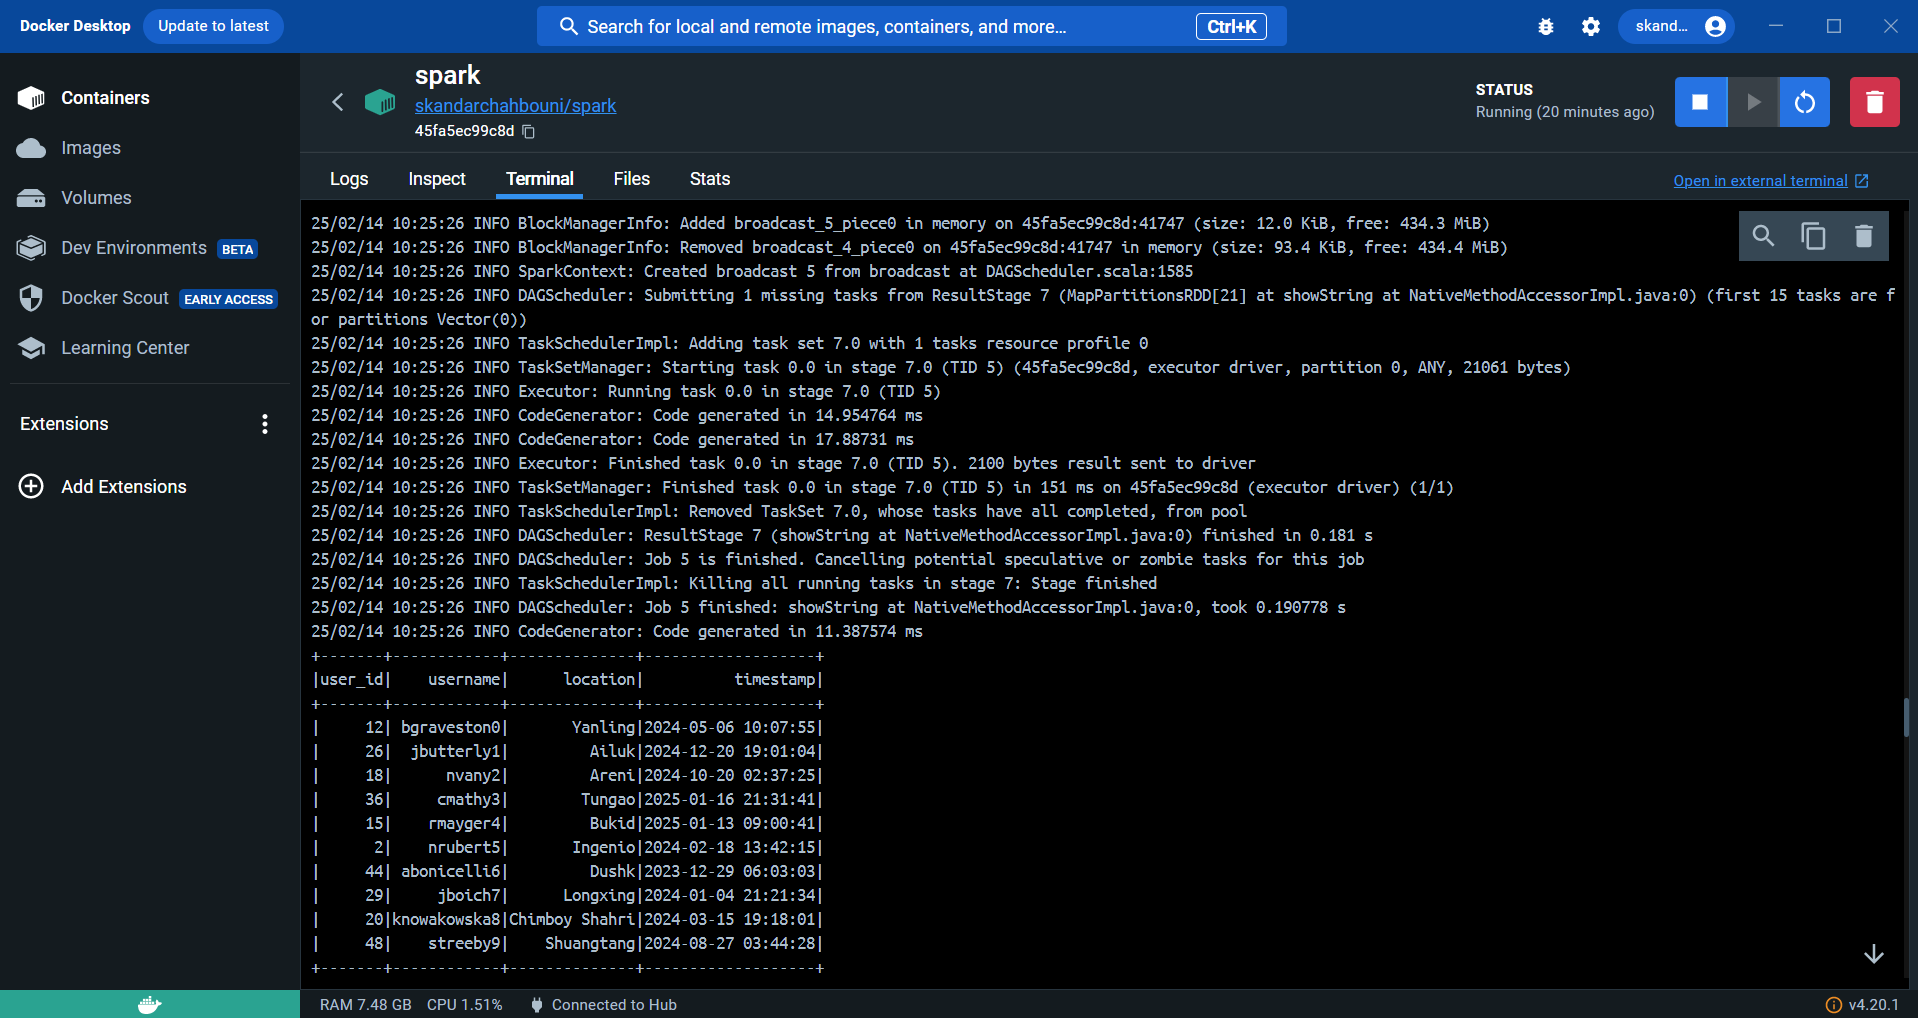 Docker Desktop
Update to latest
Search for local and remote images, containers, and more...
Ctrl+K
skand...
Containers
Images
Volumes
Dev Environments BETA
Docker Scout EARLY ACCESS
Learning Center
Extensions
Add Extensions
spark
skandarchahbouni/spark
45fa5ec99c8d
STATUS
Running (20 minutes ago)
Logs Inspect Terminal Files Stats
Open in external terminal
25/02/14 10:25:26 INFO BlockManagerInfo: Added broadcast_5_piece0 in memory on 45fa5ec99c8d:41747 (size: 12.0 KiB, free: 434.3 MiB)
25/02/14 10:25:26 INFO BlockManagerInfo: Removed broadcast_4_piece0 on 45fa5ec99c8d:41747 in memory (size: 93.4 KiB, free: 434.4 MiB)
25/02/14 10:25:26 INFO SparkContext: Created broadcast 5 from broadcast at DAGScheduler.scala:1585
25/02/14 10:25:26 INFO DAGScheduler: Submitting 1 missing tasks from ResultStage 7 (MapPartitionsRDD[21] at showString at NativeMethodAccessorImpl.java:0) (first 15 tasks are f
or partitions Vector(0))
25/02/14 10:25:26 INFO TaskSchedulerImpl: Adding task set 7.0 with 1 tasks resource profile 0
25/02/14 10:25:26 INFO TaskSetManager: Starting task 0.0 in stage 7.0 (TID 5) (45fa5ec99c8d, executor driver, partition 0, ANY, 21061 bytes)
25/02/14 10:25:26 INFO Executor: Running task 0.0 in stage 7.0 (TID 5)
25/02/14 10:25:26 INFO CodeGenerator: Code generated in 14.954764 ms
25/02/14 10:25:26 INFO CodeGenerator: Code generated in 17.88731 ms
25/02/14 10:25:26 INFO Executor: Finished task 0.0 in stage 7.0 (TID 5). 2100 bytes result sent to driver
25/02/14 10:25:26 INFO TaskSetManager: Finished task 0.0 in stage 7.0 (TID 5) in 151 ms on 45fa5ec99c8d (executor driver) (1/1)
25/02/14 10:25:26 INFO TaskSchedulerImpl: Removed TaskSet 7.0, whose tasks have all completed, from pool
25/02/14 10:25:26 INFO DAGScheduler: ResultStage 7 (showString at NativeMethodAccessorImpl.java:0) finished in 0.181 s
25/02/14 10:25:26 INFO DAGScheduler: Job 5 is finished. Cancelling potential speculative or zombie tasks for this job
25/02/14 10:25:26 INFO TaskSchedulerImpl: Killing all running tasks in stage 7: Stage finished
25/02/14 10:25:26 INFO DAGScheduler: Job 5 finished: showString at NativeMethodAccessorImpl.java:0, took 0.190778 s
25/02/14 10:25:26 INFO CodeGenerator: Code generated in 11.387574 ms
+-------+------------+--------------+-------------------+
|user_id|    username|      location|          timestamp|
+-------+------------+--------------+-------------------+
|     12| bgraveston0|       Yanling|2024-05-06 10:07:55|
|     26|  jbutterly1|         Ailuk|2024-12-20 19:01:04|
|     18|      nvany2|         Areni|2024-10-20 02:37:25|
|     36|     cmathy3|        Tungao|2025-01-16 21:31:41|
|     15|    rmayger4|         Bukid|2025-01-13 09:00:41|
|      2|    nrubert5|       Ingenio|2024-02-18 13:42:15|
|     44| abonicelli6|         Dushk|2023-12-29 06:03:03|
|     29|     jboich7|      Longxing|2024-01-04 21:21:34|
|     20|knowakowska8|Chimboy Shahri|2024-03-15 19:18:01|
|     48|    streeby9|    Shuangtang|2024-08-27 03:44:28|
+-------+------------+--------------+-------------------+
RAM 7.48 GB CPU 1.51% Connected to Hub
v4.20.1